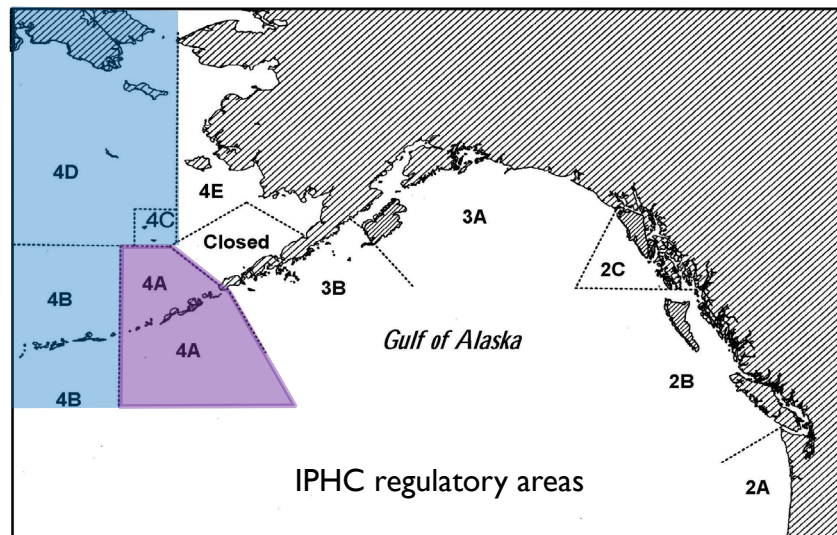 4D
4E
4C
3A
Closed
2C
4A
4B
3B
Gulf of Alaska
4A
2B
4B
IPHC regulatory areas
2A